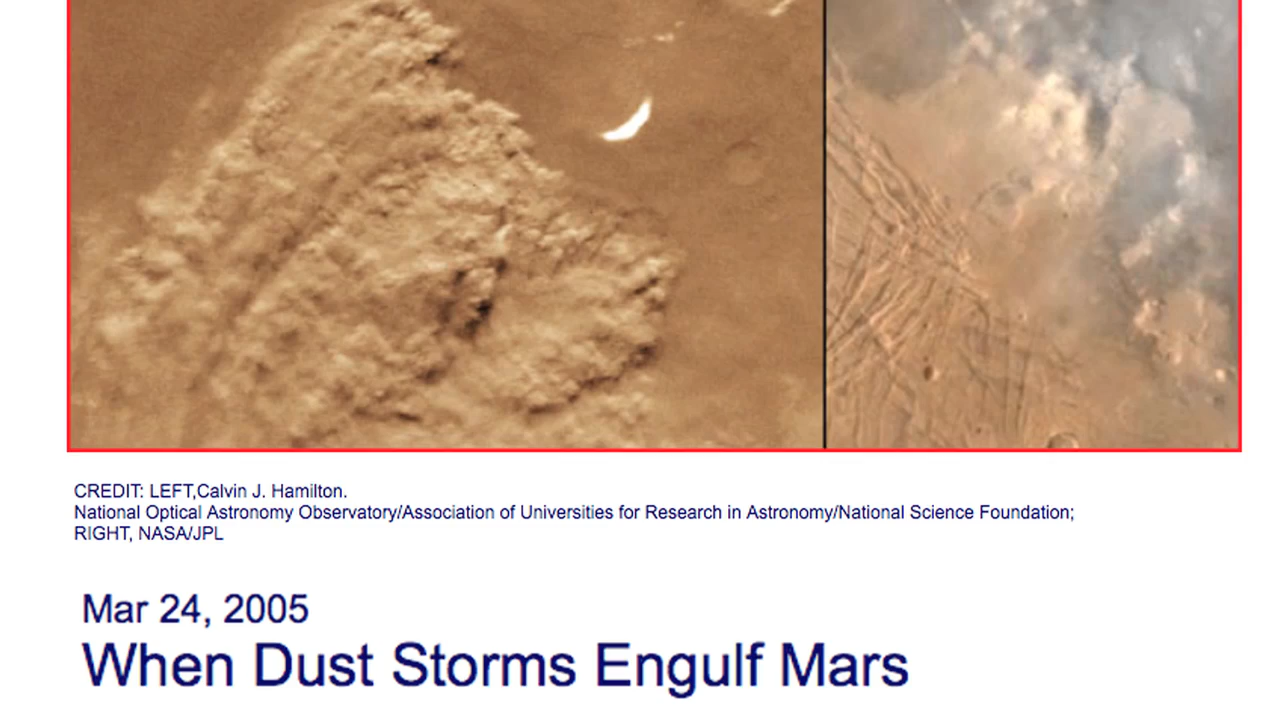 CREDIT: LEFT,Calvin J. Hamilton.
National Optical Astronomy Observatory/Association of Universities for Research in Astronomy/National Science Foundation;
RIGHT, NASA/JPL
Mar 24, 2005
When Dust Storms Engulf Mars